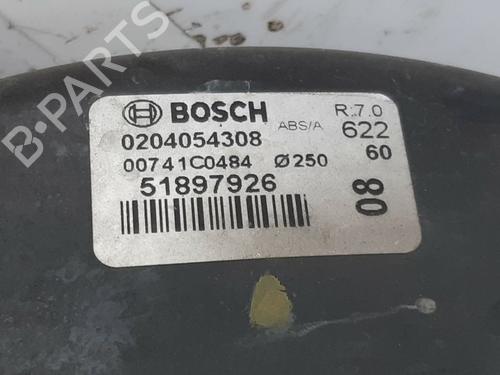 BOSCH
ABS/A
R:7.0
0204054308
622
00741C0484 Ø250
60
51897926
08
B-PARTS